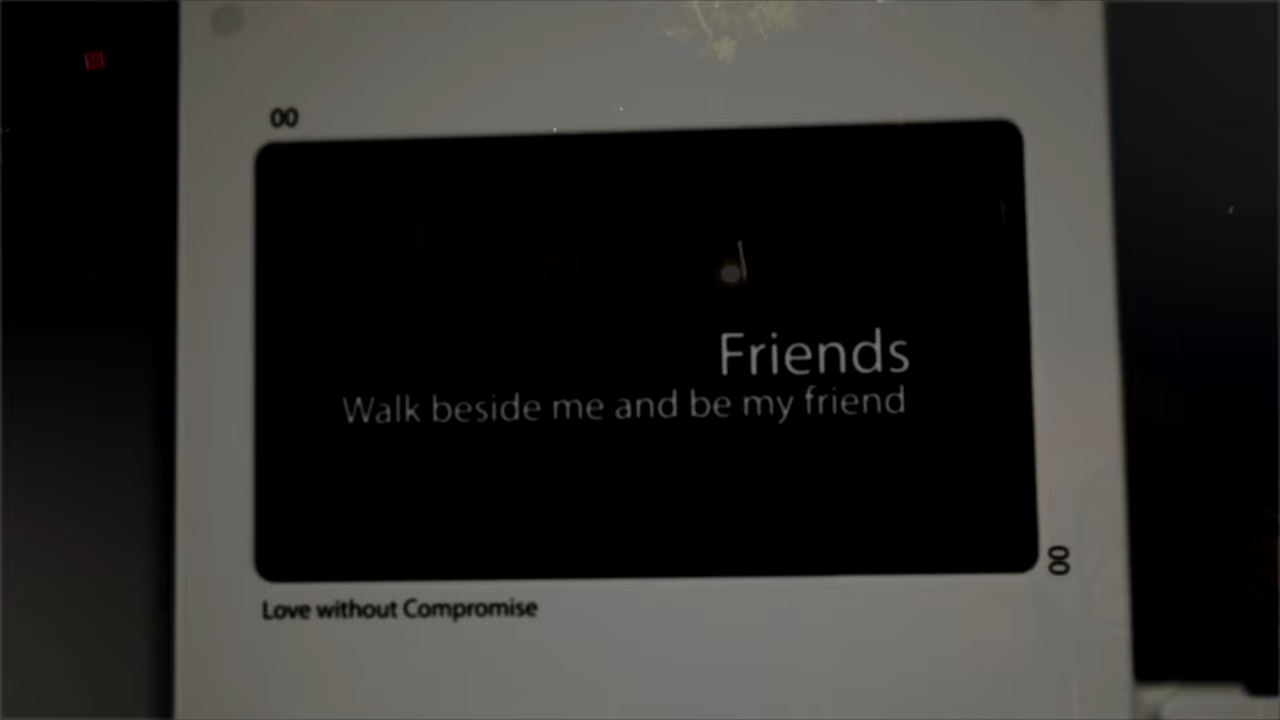 00
Friends
Walk beside me and be my friend
00
Love without Compromise